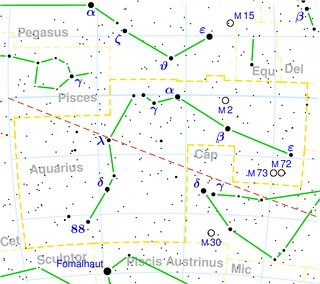 α
β
M 15
Pegasus
ζ
ε
ϑ
Equ
Del
γ
Pisces
α
γ
M 2
β
λ
ε
Cap
M 72
M 73
Aquarius
δ
δ
γ
88
M 30
Cet
Sculptor
Fomalhaut
Piscis Austrinus
Mic